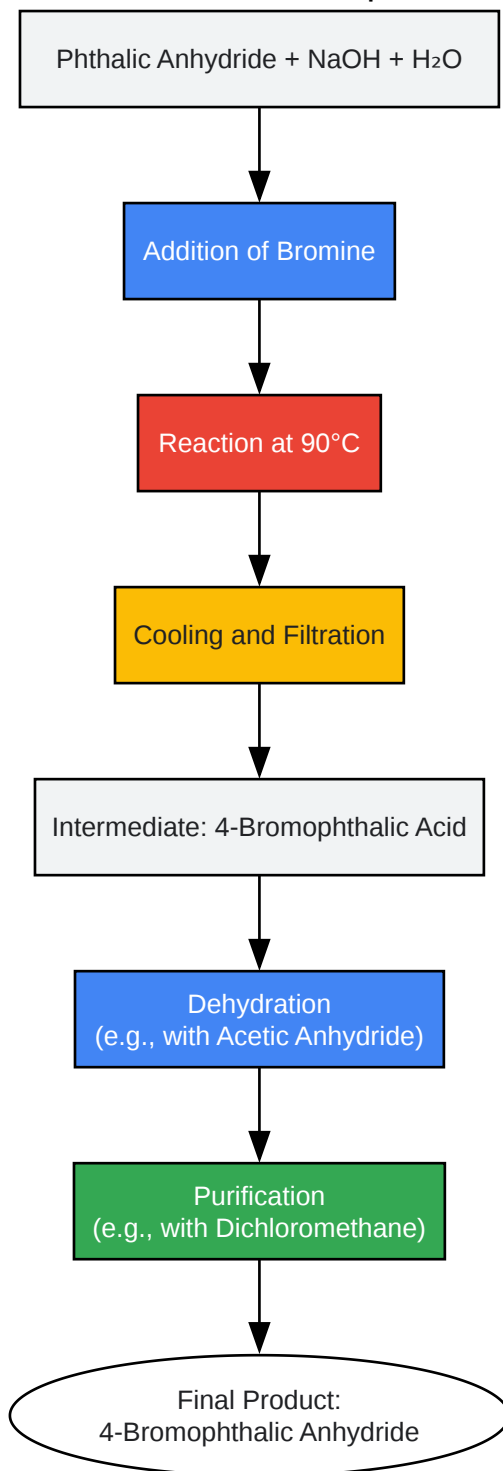 Phthalic Anhydride + NaOH + H₂O
Addition of Bromine
Reaction at 90°C
Cooling and Filtration
Intermediate: 4-Bromophthalic Acid
Dehydration
(e.g., with Acetic Anhydride)
Purification
(e.g., with Dichloromethane)
Final Product:
4-Bromophthalic Anhydride